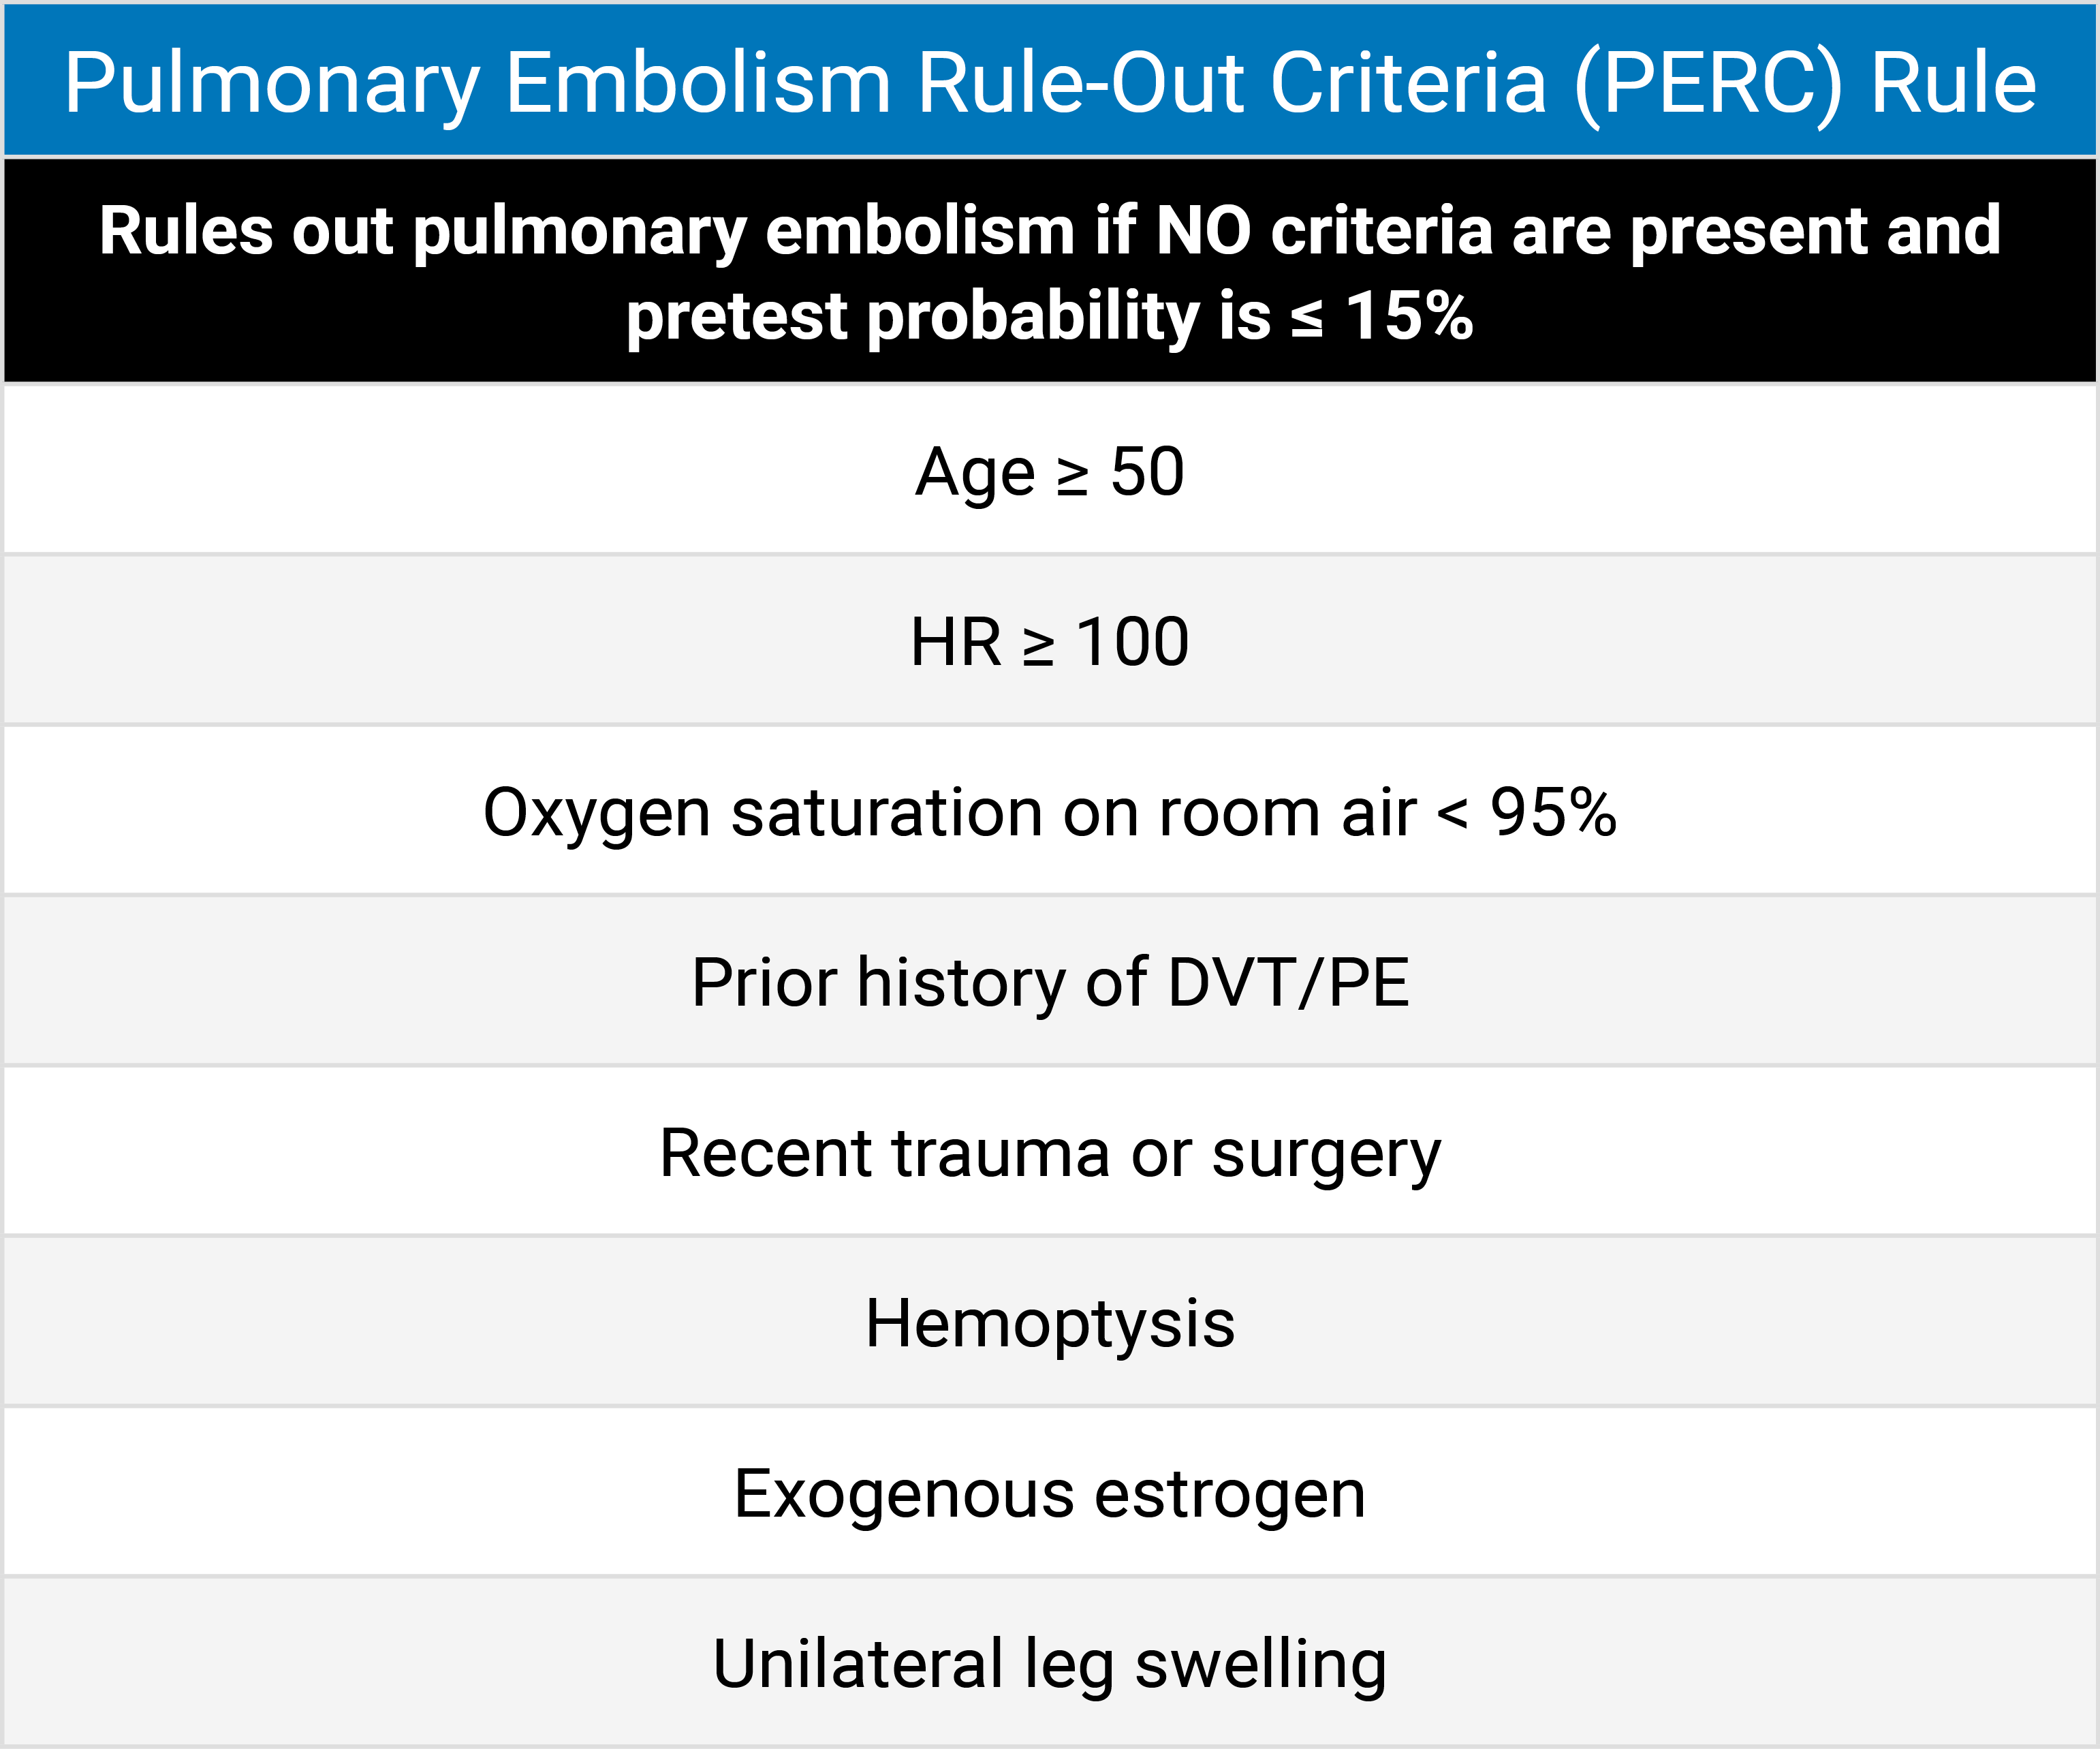 Pulmonary Embolism Rule-Out Criteria (PERC) Rule
Rules out pulmonary embolism if NO criteria are present and
pretest probability is ≤ 15%
Age ≥ 50
HR ≥ 100
Oxygen saturation on room air < 95%
Prior history of DVT/PE
Recent trauma or surgery
Hemoptysis
Exogenous estrogen
Unilateral leg swelling